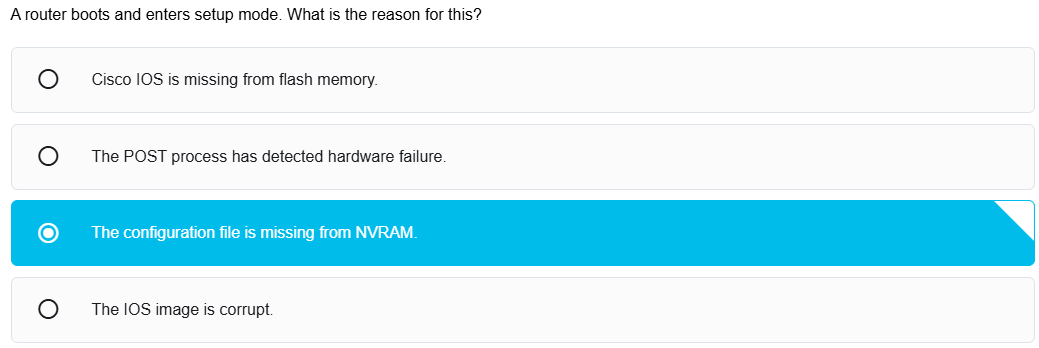 A router boots and enters setup mode. What is the reason for this?
Cisco IOS is missing from flash memory.
The POST process has detected hardware failure.
The configuration file is missing from NVRAM.
The IOS image is corrupt.